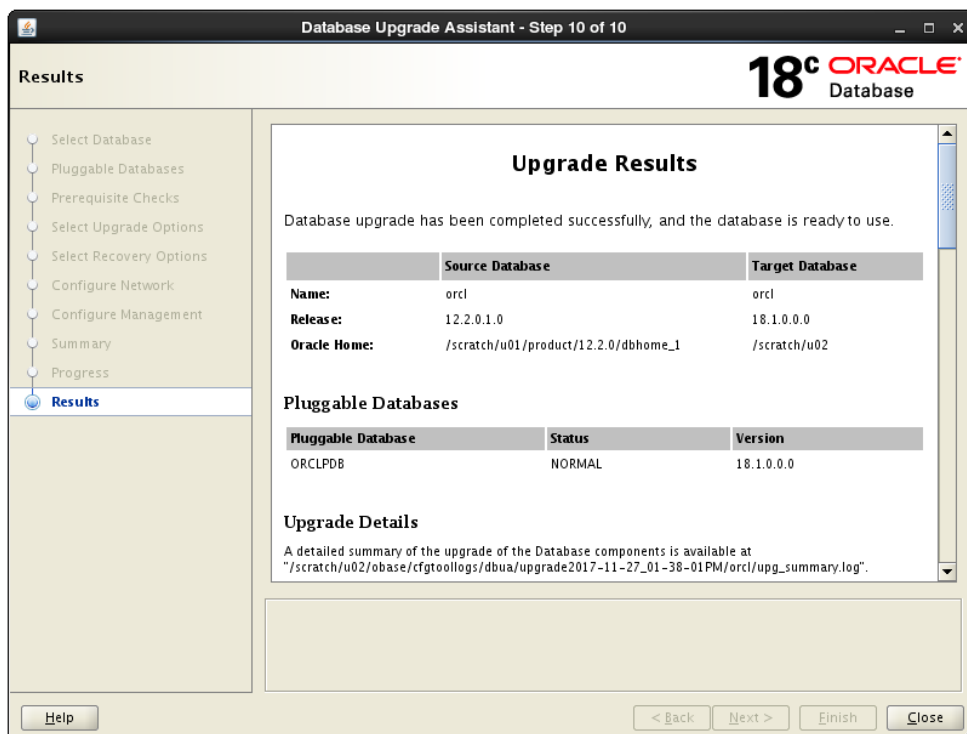 Database Upgrade Assistant - Step 10 of 10
Results
18c ORACLE
Database
Select Database
Pluggable Databases
Prerequisite Checks
Select Upgrade Options
Select Recovery Options
Configure Network
Configure Management
Summary
Progress
Results
Upgrade Results
Database upgrade has been completed successfully, and the database is ready to use.
Source Database Target Database
Name: orcl orcl
Release: 12.2.0.1.0 18.1.0.0.0
Oracle Home: /scratch/u01/product/12.2.0/dbhome_1 /scratch/u02
Pluggable Databases
Pluggable Database Status Version
ORCLPDB NORMAL 18.1.0.0.0
Upgrade Details
A detailed summary of the upgrade of the Database components is available at
"/scratch/u02/obase/cfgtoollogs/dbua/upgrade2017-11-27_01-38-01PM/orcl/upg_summary.log".
Help < Back Next > Finish Close